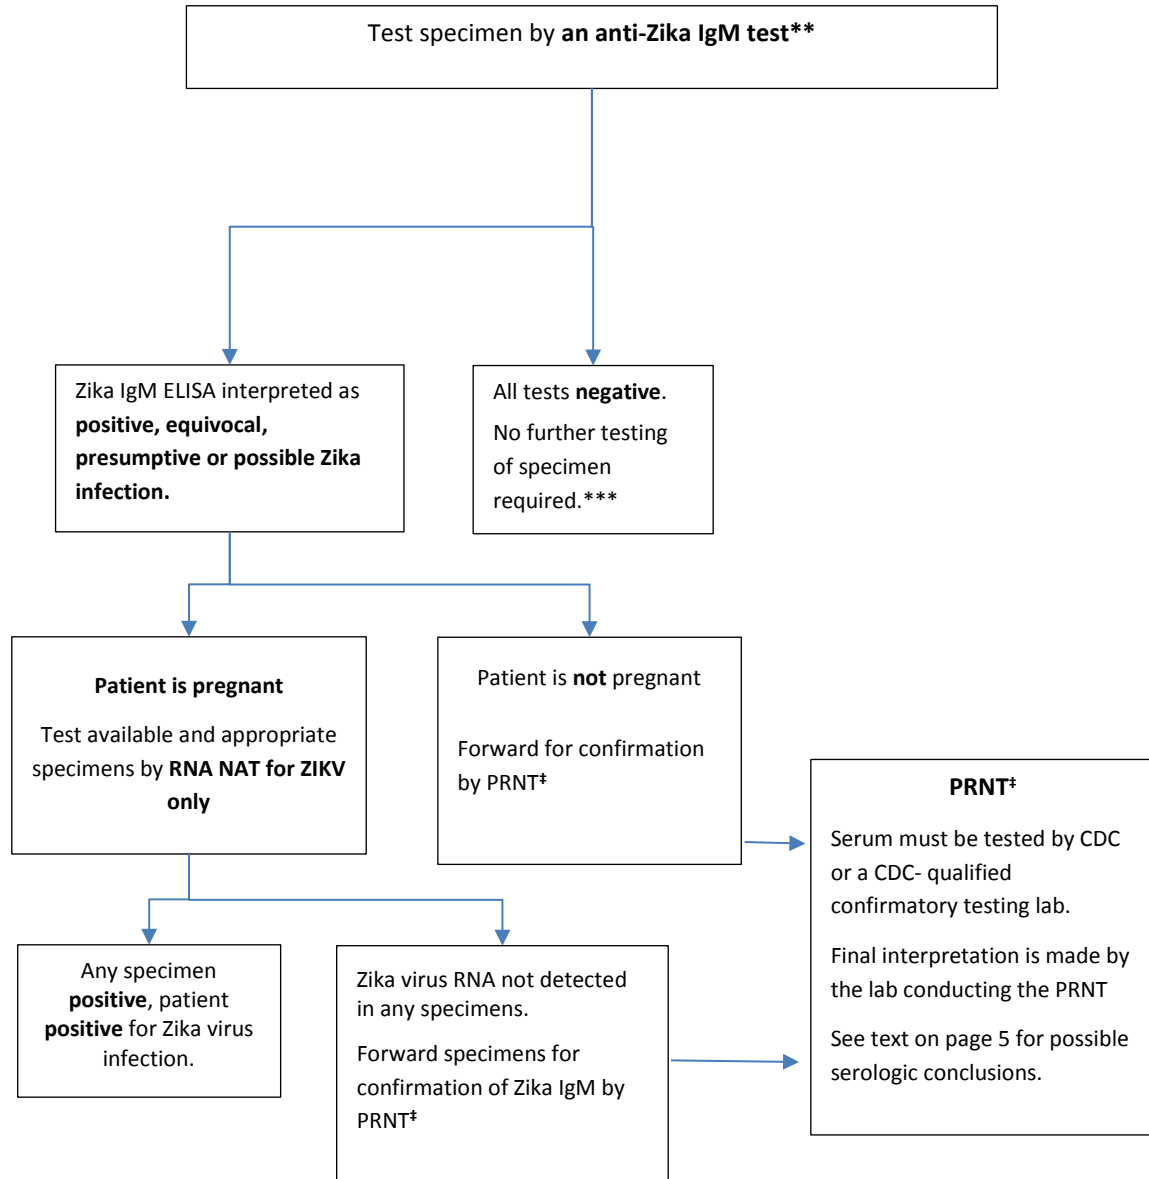 Test specimen by an anti-Zika IgM test**
Zika IgM ELISA interpreted as
positive, equivocal,
presumptive or possible Zika
infection.
All tests negative.
No further testing
of specimen
required.***
Patient is pregnant
Test available and appropriate
specimens by RNA NAT for ZIKV
only
Patient is not pregnant
Forward for confirmation
by PRNT‡
PRNT‡
Serum must be tested by CDC
or a CDC- qualified
confirmatory testing lab.
Final interpretation is made by
the lab conducting the PRNT
See text on page 5 for possible
serologic conclusions.
Any specimen
positive, patient
positive for Zika virus
infection.
Zika virus RNA not detected
in any specimens.
Forward specimens for
confirmation of Zika IgM by
PRNT‡